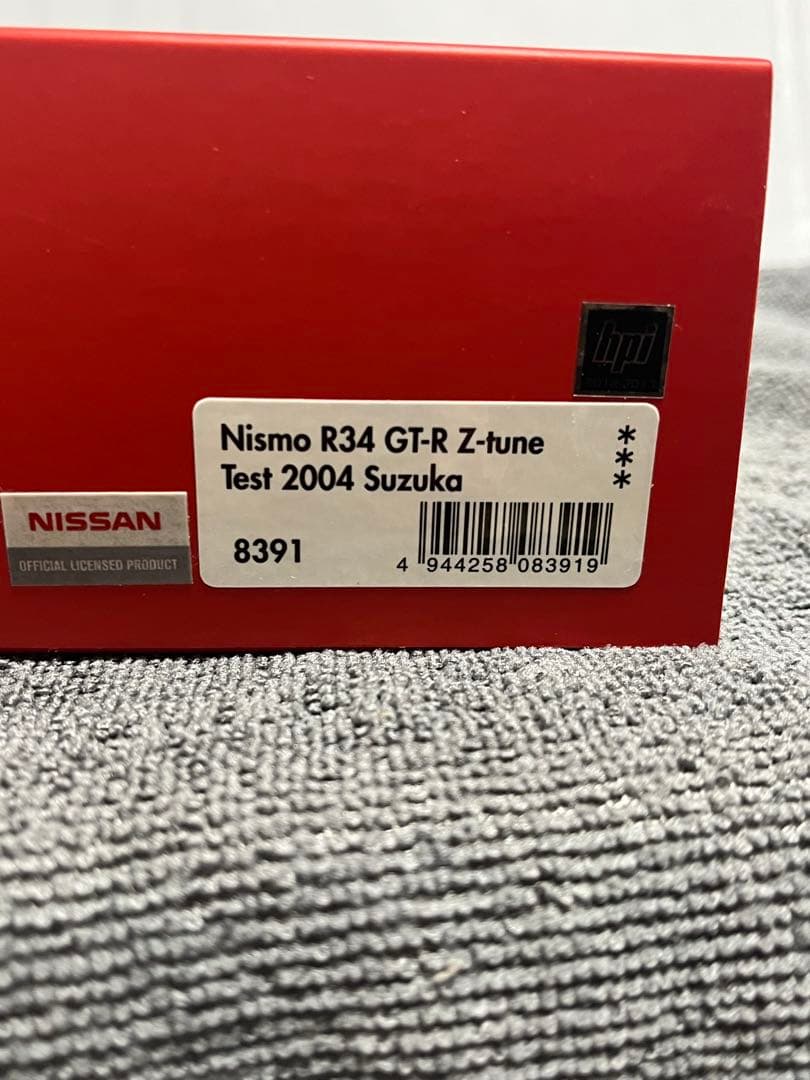 hpi
Nismo R34 GT-R Z-tune
Test 2004 Suzuka
***
8391
4 944258 083919
NISSAN
OFFICIAL LICENSED PRODUCT